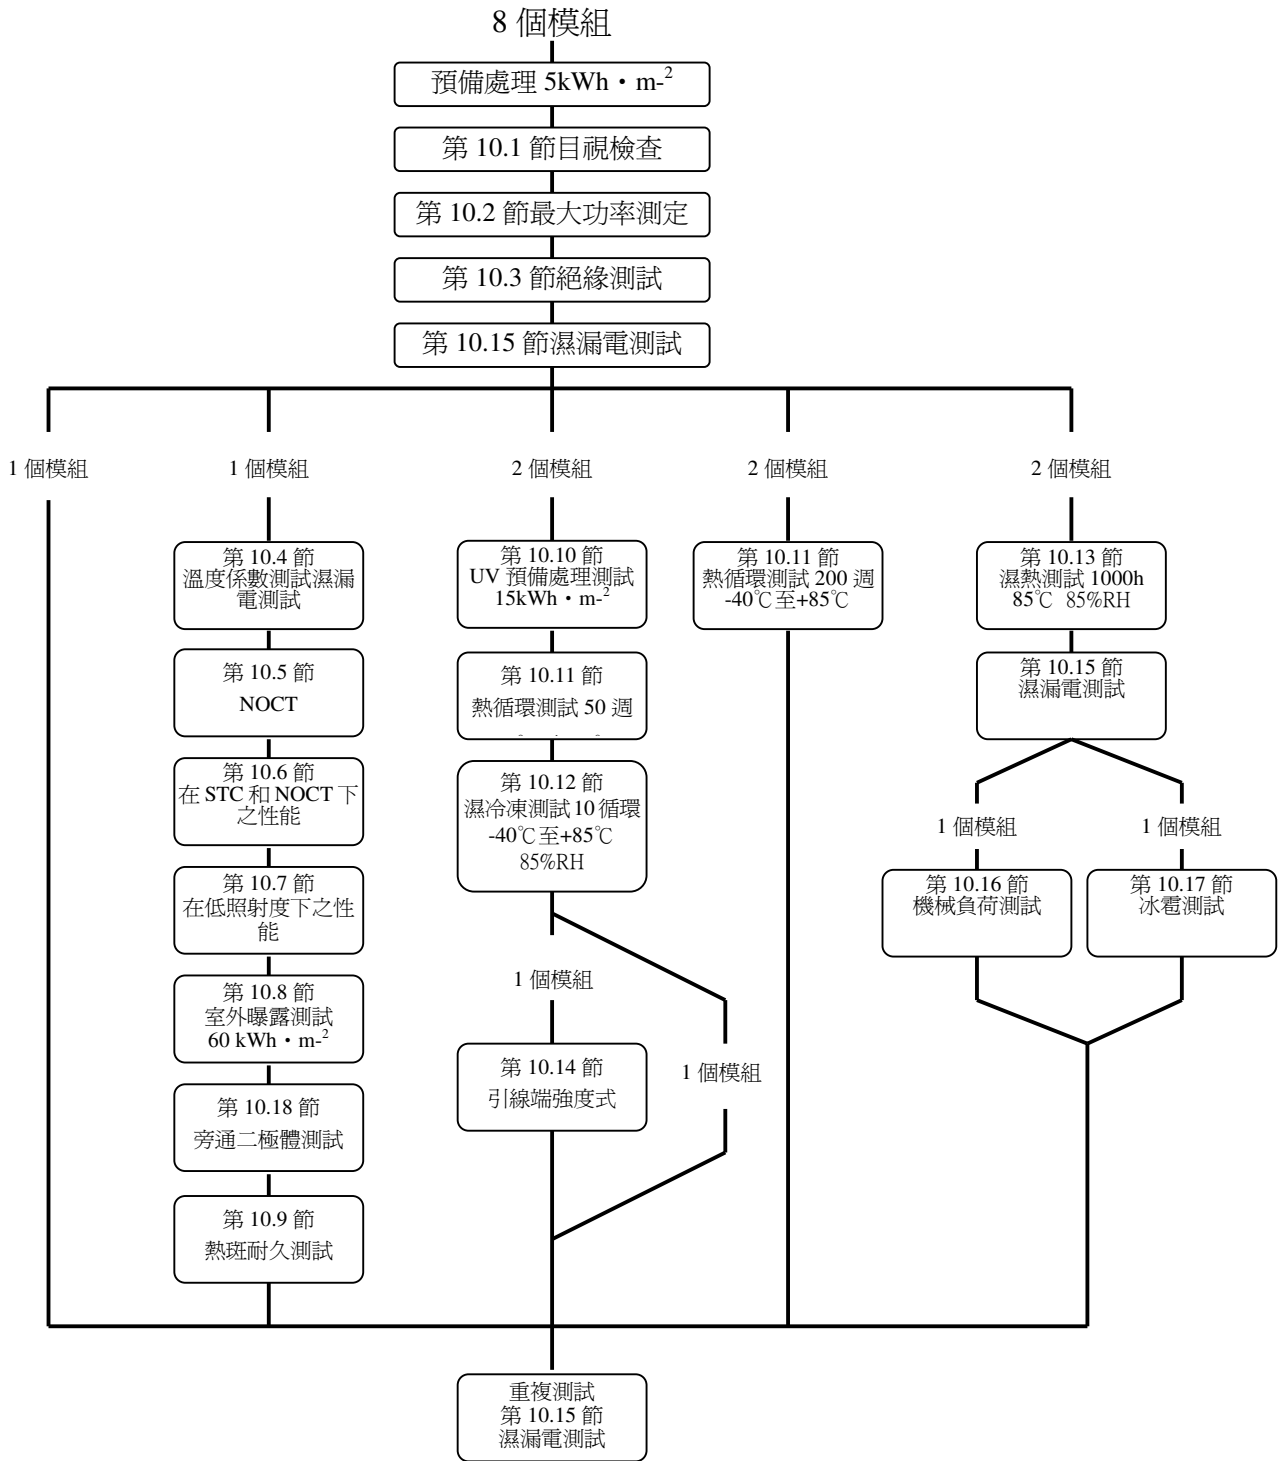 8 個模組
預備處理 5kWh・m-²
第 10.1 節目視檢查
第 10.2 節最大功率測定
第 10.3 節絕緣測試
第 10.15 節濕漏電測試
1 個模組
1 個模組
2 個模組
2 個模組
2 個模組
第 10.4 節
溫度係數測試濕漏
電測試
第 10.5 節
NOCT
第 10.6 節
在 STC 和 NOCT 下
之性能
第 10.7 節
在低照射度下之性
能
第 10.8 節
室外曝露測試
60 kWh・m-²
第 10.18 節
旁通二極體測試
第 10.9 節
熱斑耐久測試
第 10.10 節
UV 預備處理測試
15kWh・m-²
第 10.11 節
熱循環測試 50 週
第 10.12 節
濕冷凍測試 10 循環
-40℃至+85℃
85%RH
1 個模組
第 10.14 節
引線端強度式
1 個模組
第 10.11 節
熱循環測試 200 週
-40℃至+85℃
第 10.13 節
濕熱測試 1000h
85℃ 85%RH
第 10.15 節
濕漏電測試
1 個模組
1 個模組
第 10.16 節
機械負荷測試
第 10.17 節
冰雹測試
重複測試
第 10.15 節
濕漏電測試